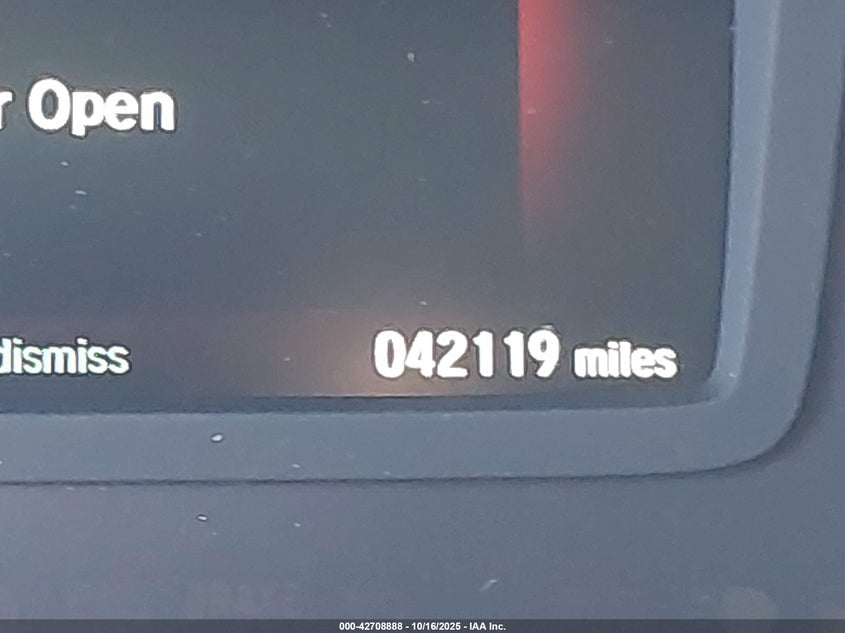 r Open
dismiss 042119 miles
000-42708888 - 10/16/2025 - IAA Inc.